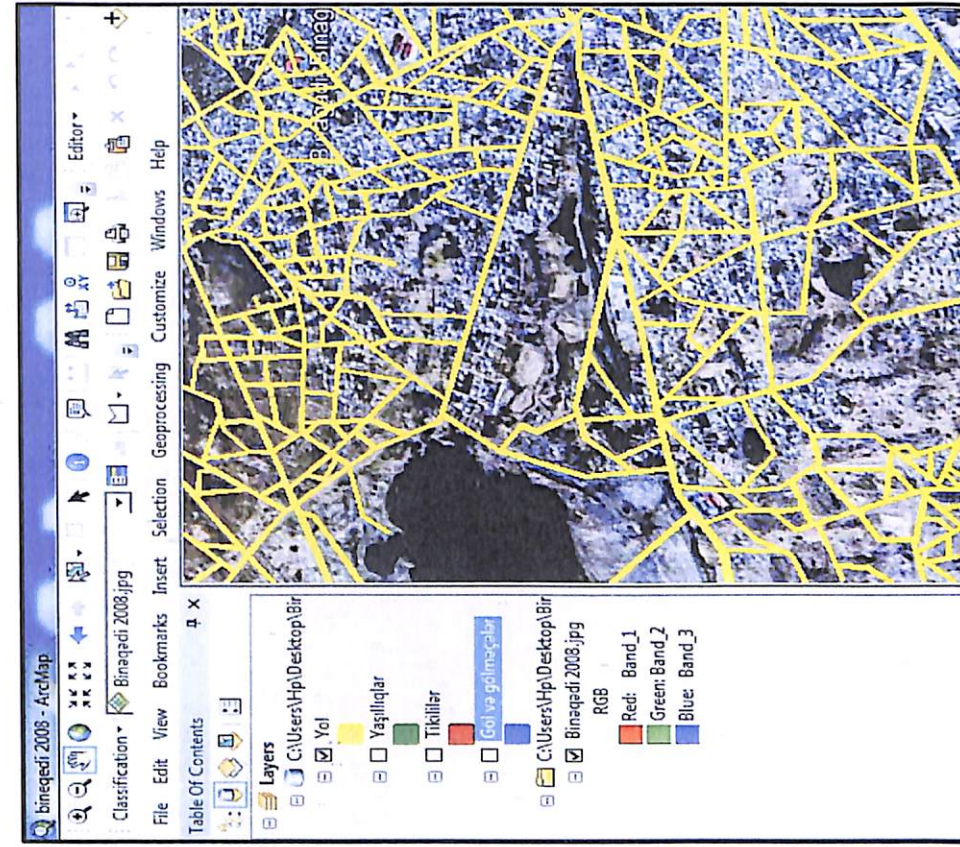 bineqedi 2008 - ArcMap
Editor
Classification
Binəqədi 2008.jpg
File Edit View Bookmarks Insert Selection Geoprocessing Customize Windows Help
Table Of Contents
Layers
C:\Users\Hp\Desktop\Bir
Yol
Yaşıllıqlar
Tikililər
Göl və gölməçələr
C:\Users\Hp\Desktop\Bir
Binəqədi 2008.jpg
RGB
Red: Band_1
Green: Band_2
Blue: Band_3